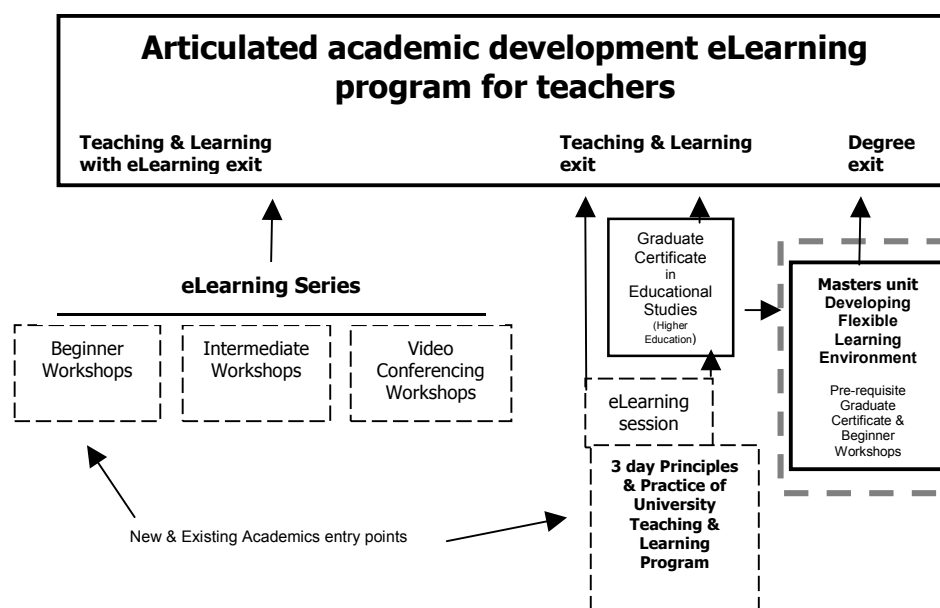 Articulated academic development eLearning
program for teachers
Teaching & Learning
with eLearning exit
Teaching & Learning
exit
Degree
exit
eLearning Series
Beginner
Workshops
Intermediate
Workshops
Video
Conferencing
Workshops
Graduate
Certificate
in
Educational
Studies
(Higher
Education)
Masters unit
Developing
Flexible
Learning
Environment
Pre-requisite
Graduate
Certificate &
Beginner
Workshops
eLearning
session
3 day Principles
& Practice of
University
Teaching &
Learning
Program
New & Existing Academics entry points